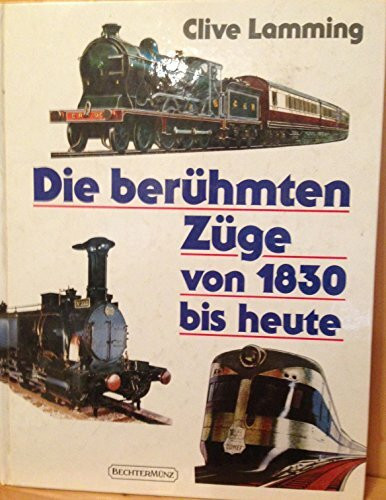 Clive Lamming
Die berühmten
Züge
von 1830
bis heute
BECHTERMÜNZ